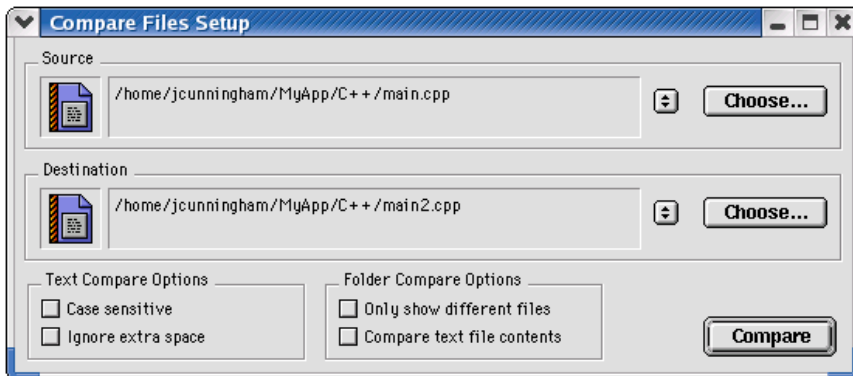 Compare Files Setup
Source
/home/jcunningham/MyApp/C++/main.cpp
Choose...
Destination
/home/jcunningham/MyApp/C++/main2.cpp
Choose...
Text Compare Options
Case sensitive
Ignore extra space
Folder Compare Options
Only show different files
Compare text file contents
Compare